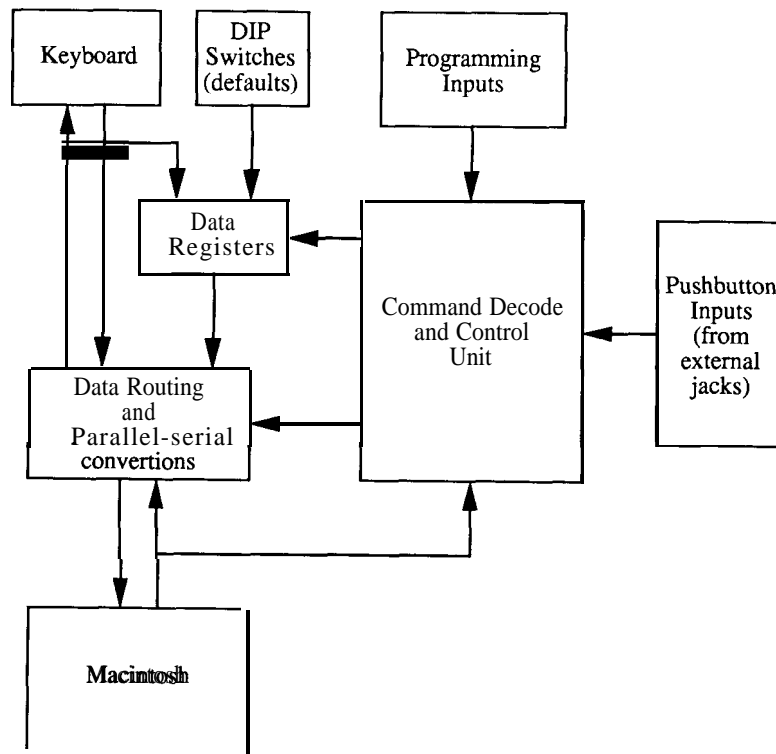 Keyboard
DIP
Switches
(defaults)
Programming
Inputs
Data
Registers
Command Decode
and Control
Unit
Pushbutton
Inputs
(from
external
jacks)
Data Routing
and
Parallel-serial
convertions
Macintosh